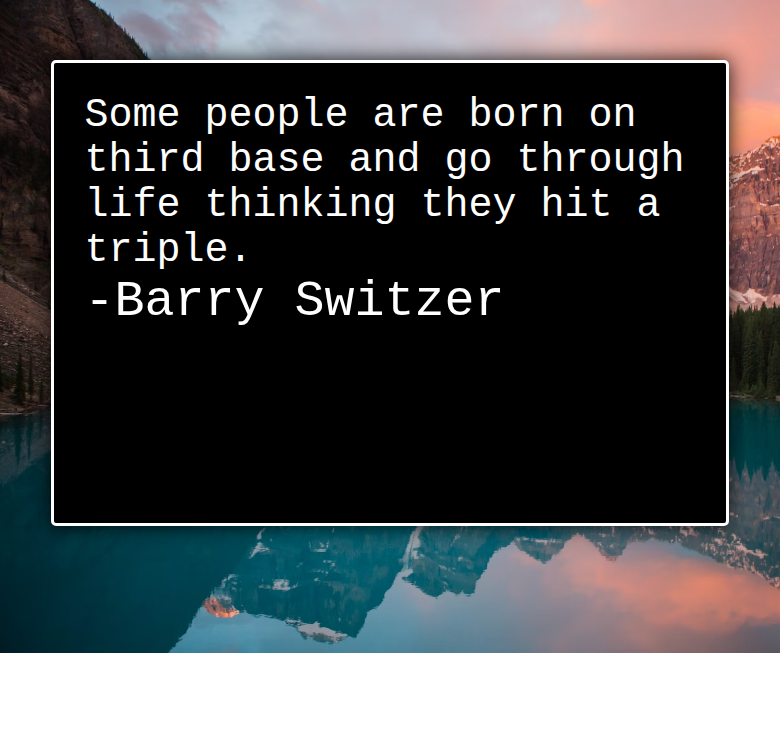 Some people are born on
third base and go through
life thinking they hit a
triple.
-Barry Switzer